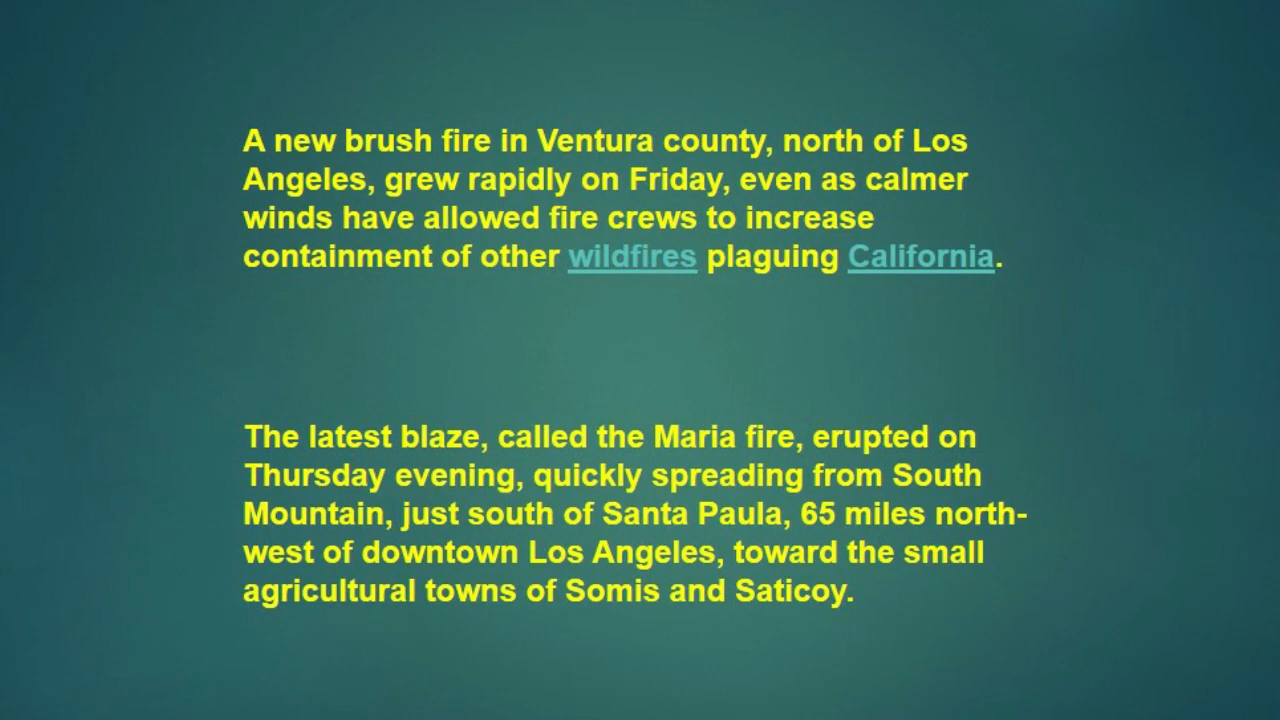 A new brush fire in Ventura county, north of Los
Angeles, grew rapidly on Friday, even as calmer
winds have allowed fire crews to increase
containment of other wildfires plaguing California.
The latest blaze, called the Maria fire, erupted on
Thursday evening, quickly spreading from South
Mountain, just south of Santa Paula, 65 miles north-
west of downtown Los Angeles, toward the small
agricultural towns of Somis and Saticoy.